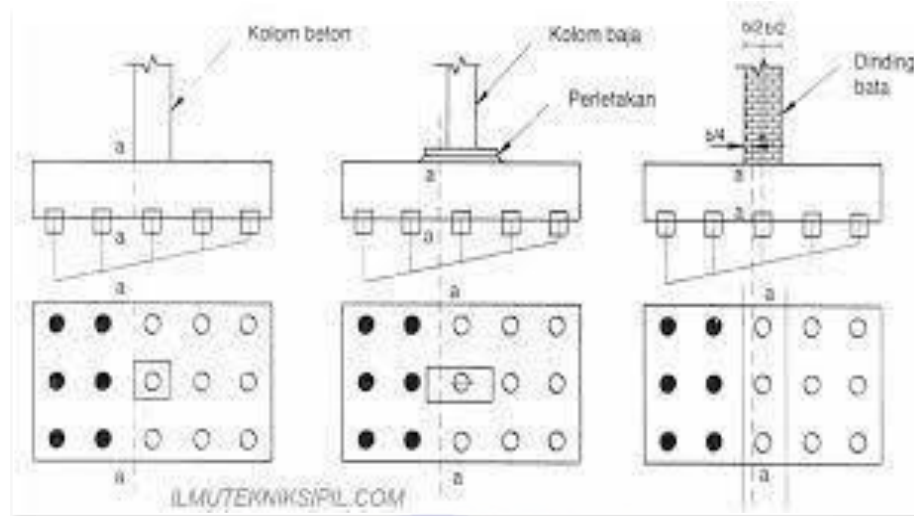 Kolom beton
Kolom baja
Perletakan
b/2 b/2
Dinding
bata
b/4
a
a
a
a
a
a
a
a
a
a
a
a
ILMUTEKNIKSIPIL.COM